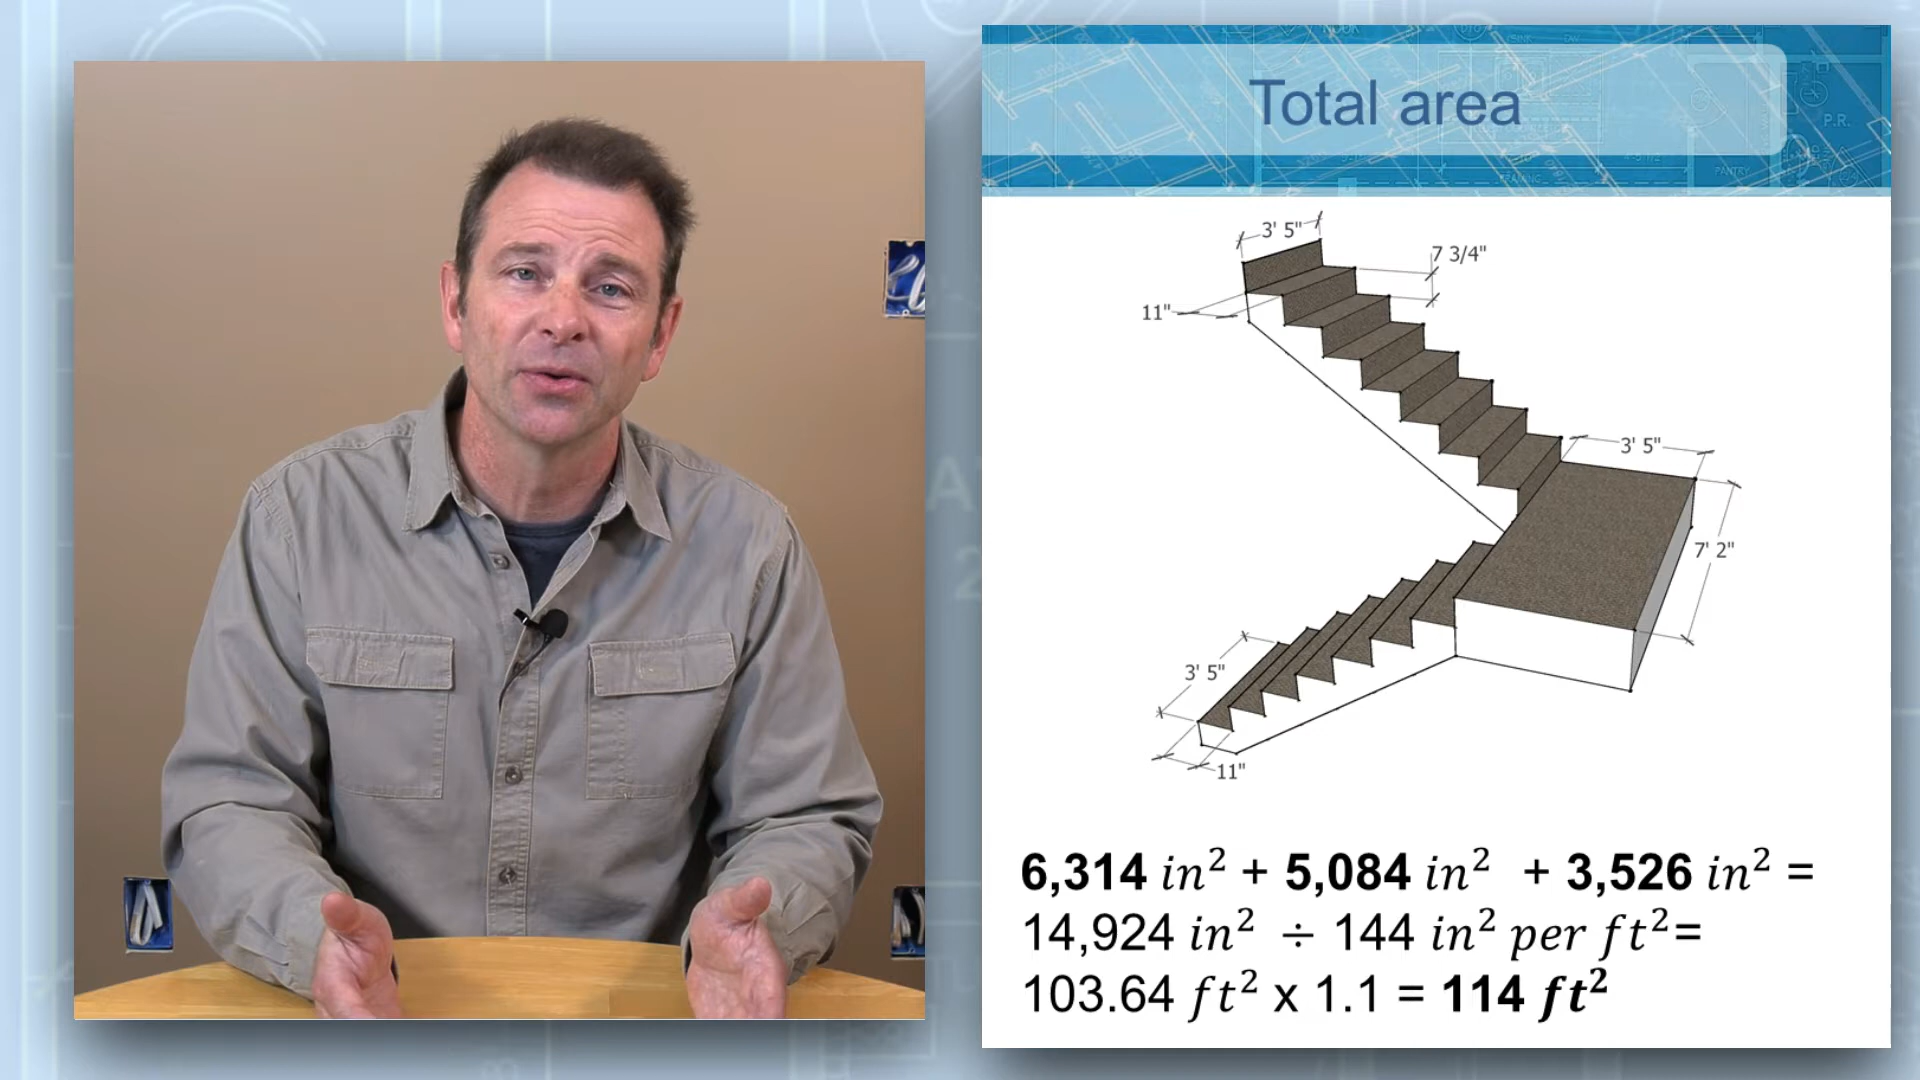 Total area
3' 5"
7 3/4"
11"
3' 5"
7' 2"
3' 5"
11"
6,314 in² + 5,084 in² + 3,526 in² =
14,924 in² ÷ 144 in² per ft²=
103.64 ft² x 1.1 = 114 ft²
P.R.
PANTRY